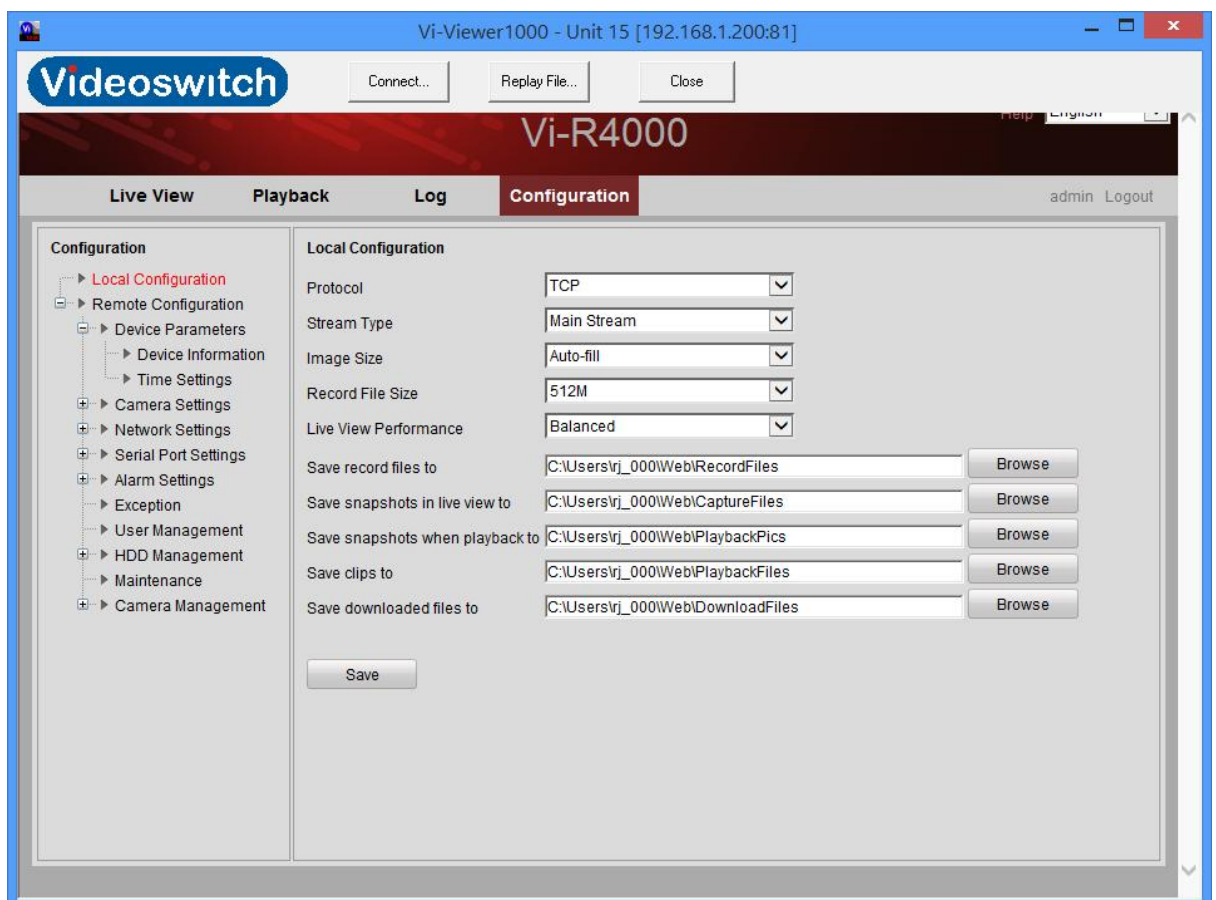 Vi-Viewer1000 - Unit 15 [192.168.1.200:81]
Videoswitch
Connect... Replay File... Close
Help English
Vi-R4000
Live View Playback Log Configuration admin Logout
Configuration
Local Configuration
Remote Configuration
Device Parameters
Device Information
Time Settings
Camera Settings
Network Settings
Serial Port Settings
Alarm Settings
Exception
User Management
HDD Management
Maintenance
Camera Management
Local Configuration
Protocol TCP
Stream Type Main Stream
Image Size Auto-fill
Record File Size 512M
Live View Performance Balanced
Save record files to C:\Users\rj_000\Web\RecordFiles Browse
Save snapshots in live view to C:\Users\rj_000\Web\CaptureFiles Browse
Save snapshots when playback to C:\Users\rj_000\Web\PlaybackPics Browse
Save clips to C:\Users\rj_000\Web\PlaybackFiles Browse
Save downloaded files to C:\Users\rj_000\Web\DownloadFiles Browse
Save